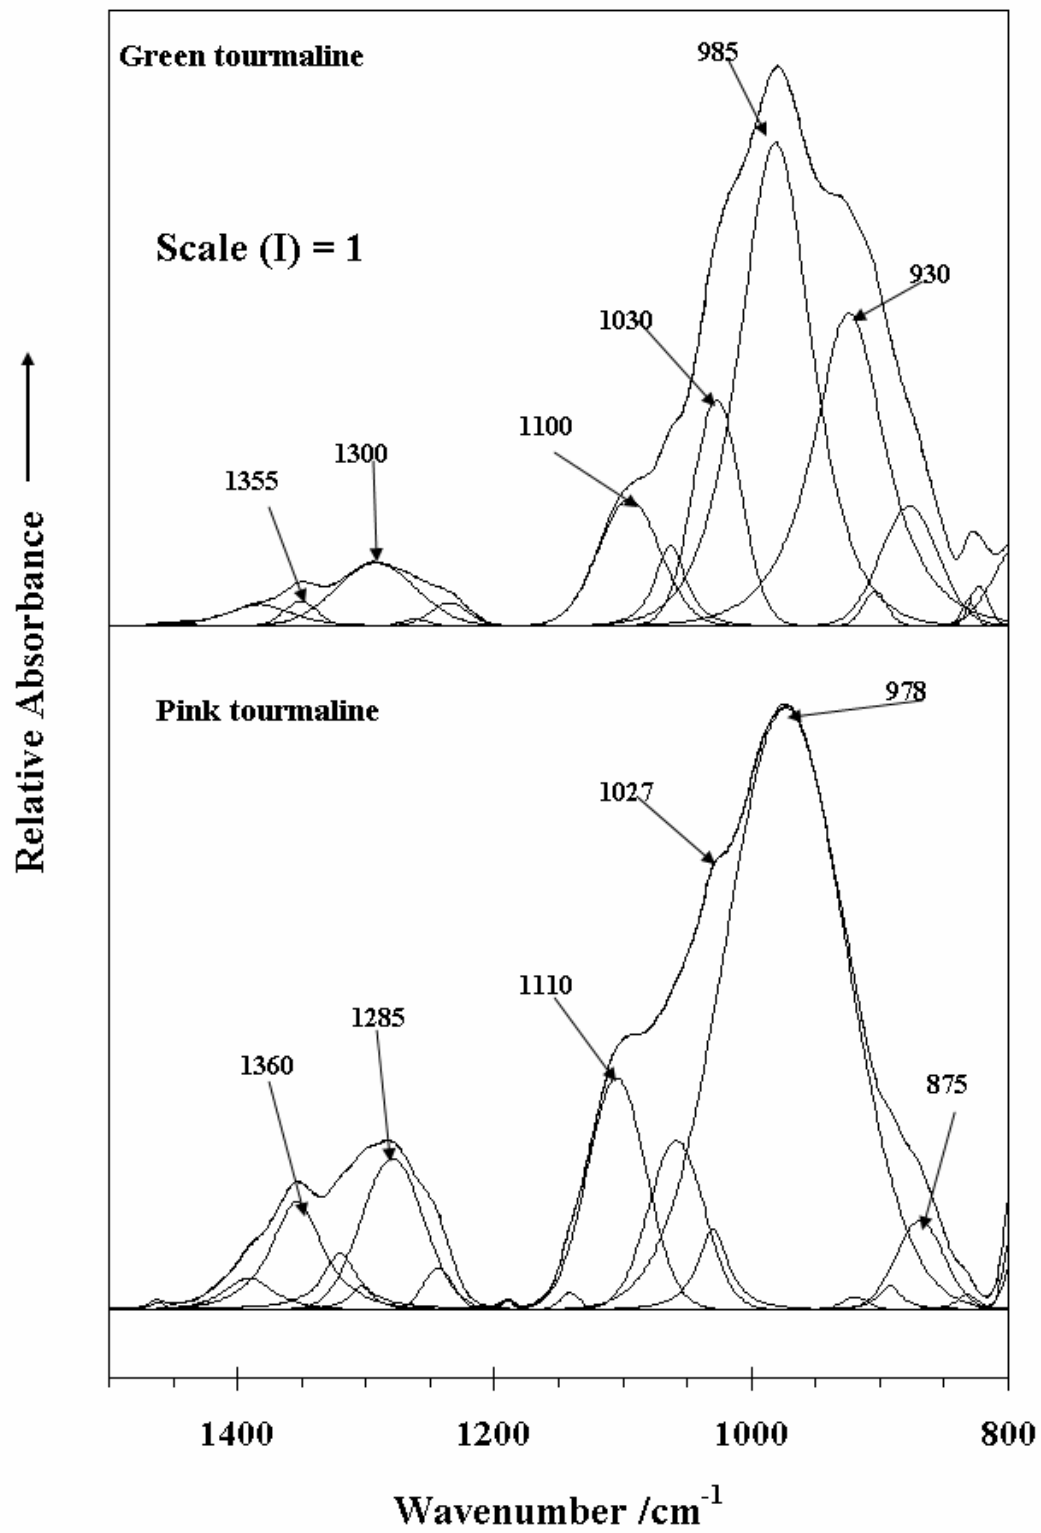 Green tourmaline
985
Scale (I) = 1
930
1030
1100
1300
1355
Relative Absorbance
Pink tourmaline
978
1027
1110
1285
1360
875
1400 1200 1000 800
Wavenumber /cm⁻¹